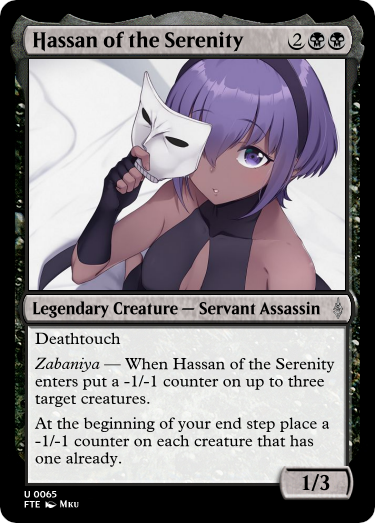 Hassan of the Serenity 2
Legendary Creature — Servant Assassin
Deathtouch
Zabaniya — When Hassan of the Serenity
enters put a -1/-1 counter on up to three
target creatures.
At the beginning of your end step place a
-1/-1 counter on each creature that has
one already.
1/3
U 0065
FTE MKU